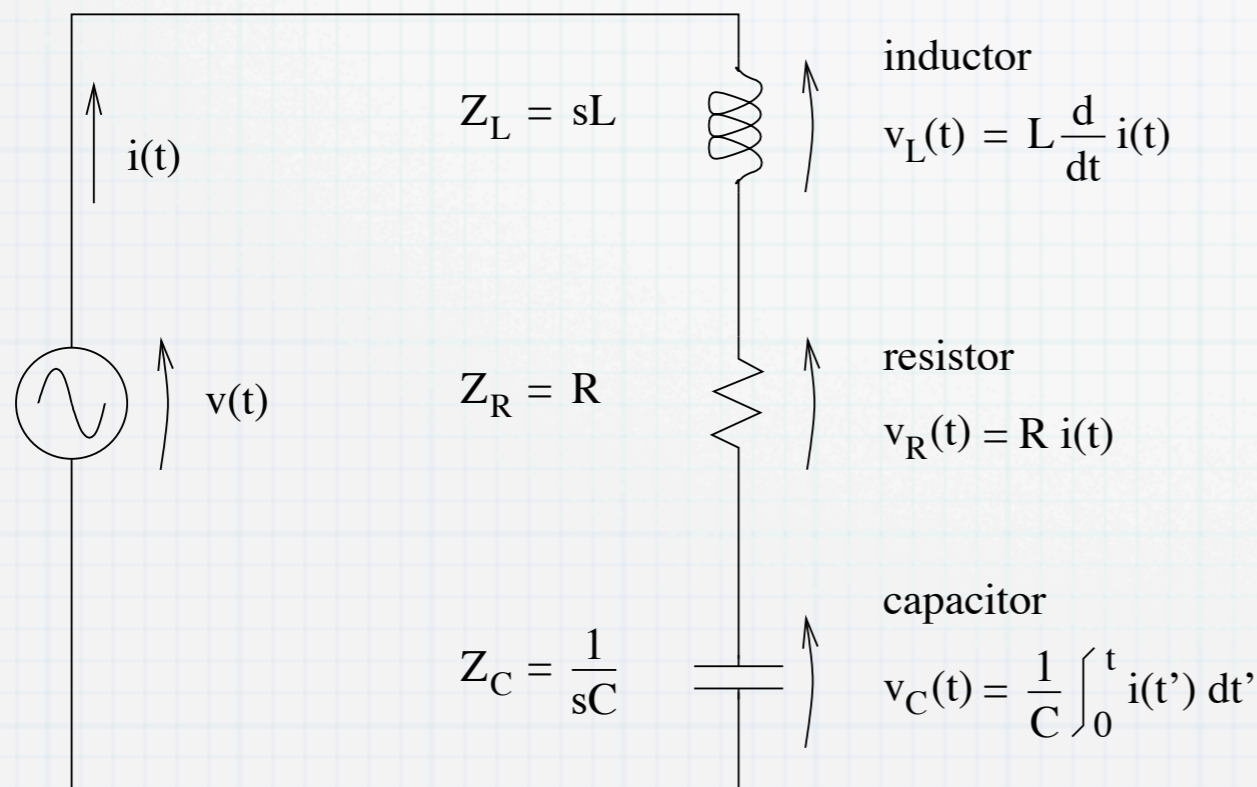 i(t)
v(t)
Z_L = sL
inductor
v_L(t) = L d/dt i(t)
Z_R = R
resistor
v_R(t) = R i(t)
Z_C = 1/sC
capacitor
v_C(t) = 1/C ∫_0^t i(t’) dt’